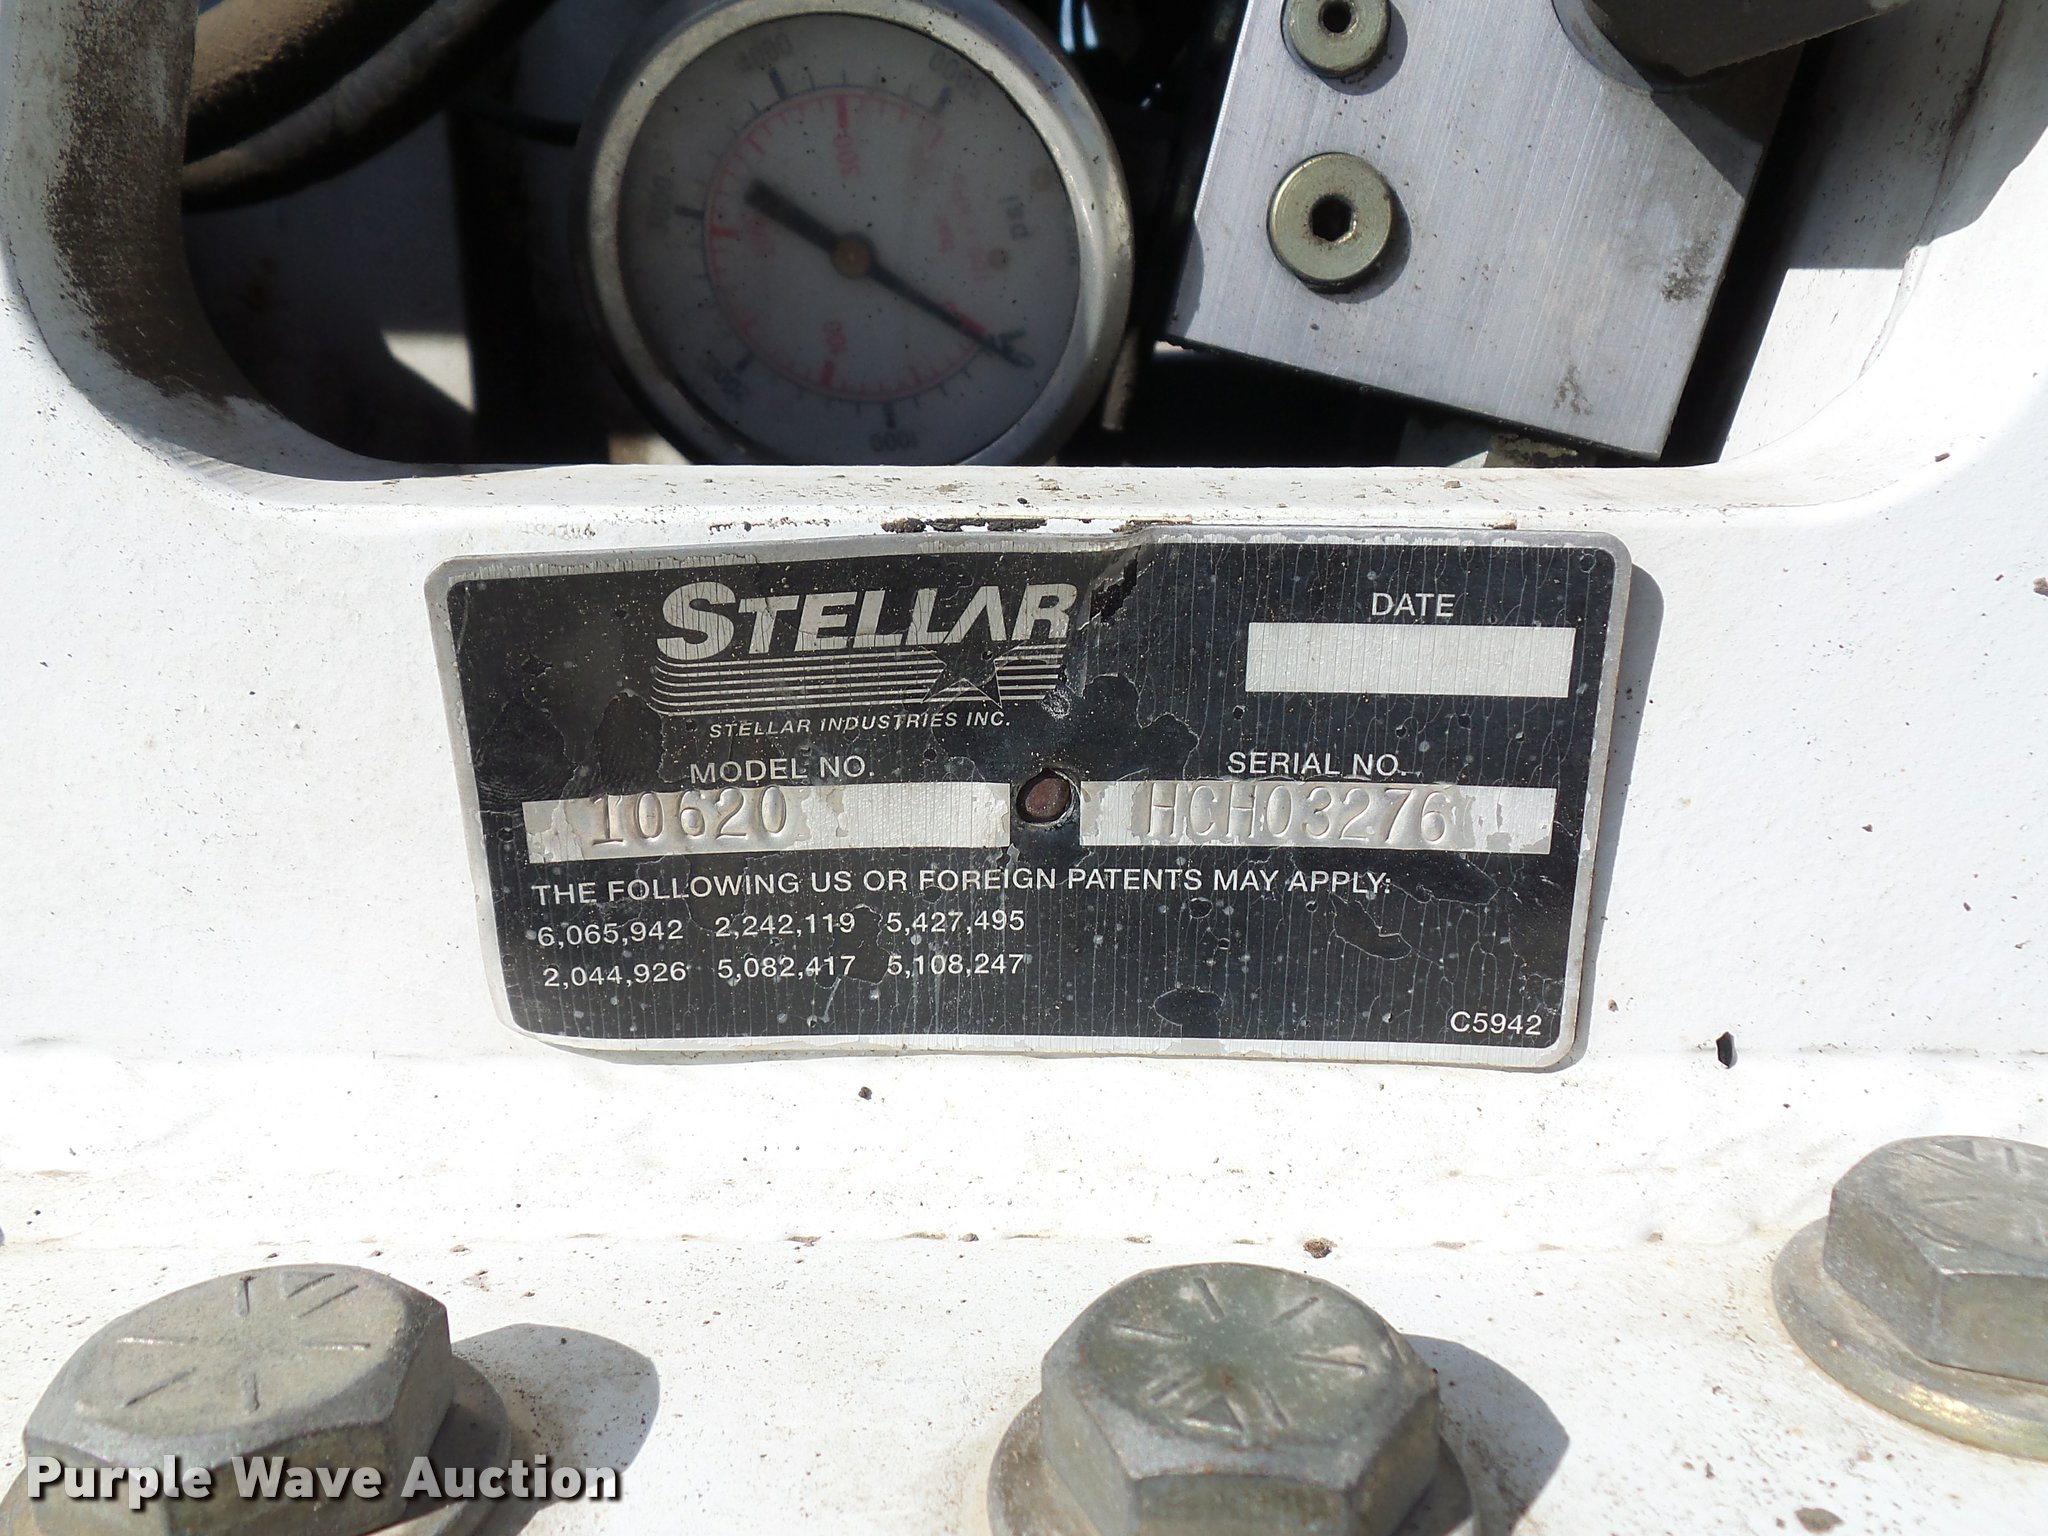 psi
1000
STELLAR
STELLAR INDUSTRIES INC.
DATE
MODEL NO.
10620
SERIAL NO.
HCH03276
THE FOLLOWING US OR FOREIGN PATENTS MAY APPLY:
6,065,942 2,242,119 5,427,495
2,044,926 5,082,417 5,108,247
C5942
Purple Wave Auction